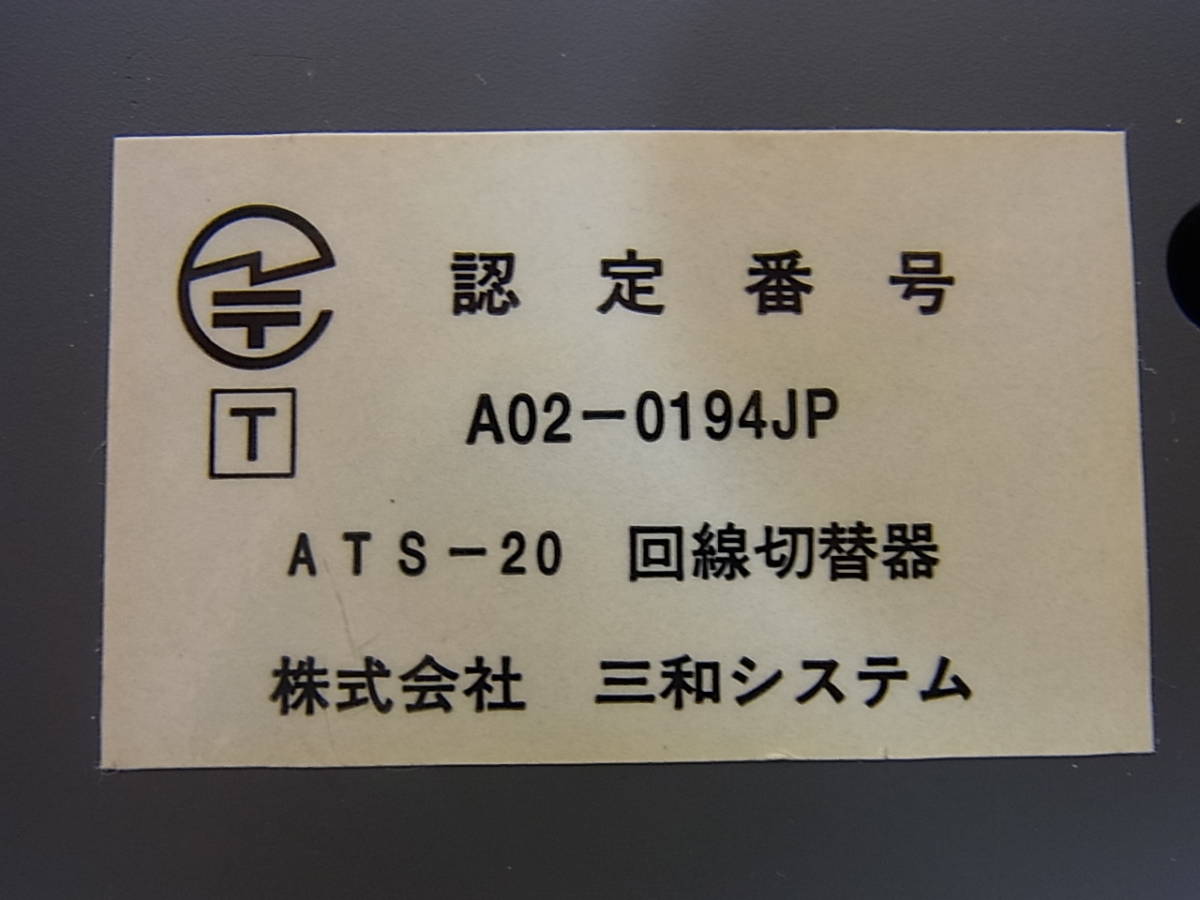 認定番号
T
A02-0194JP
ATS-20 回線切替器
株式会社 三和システム